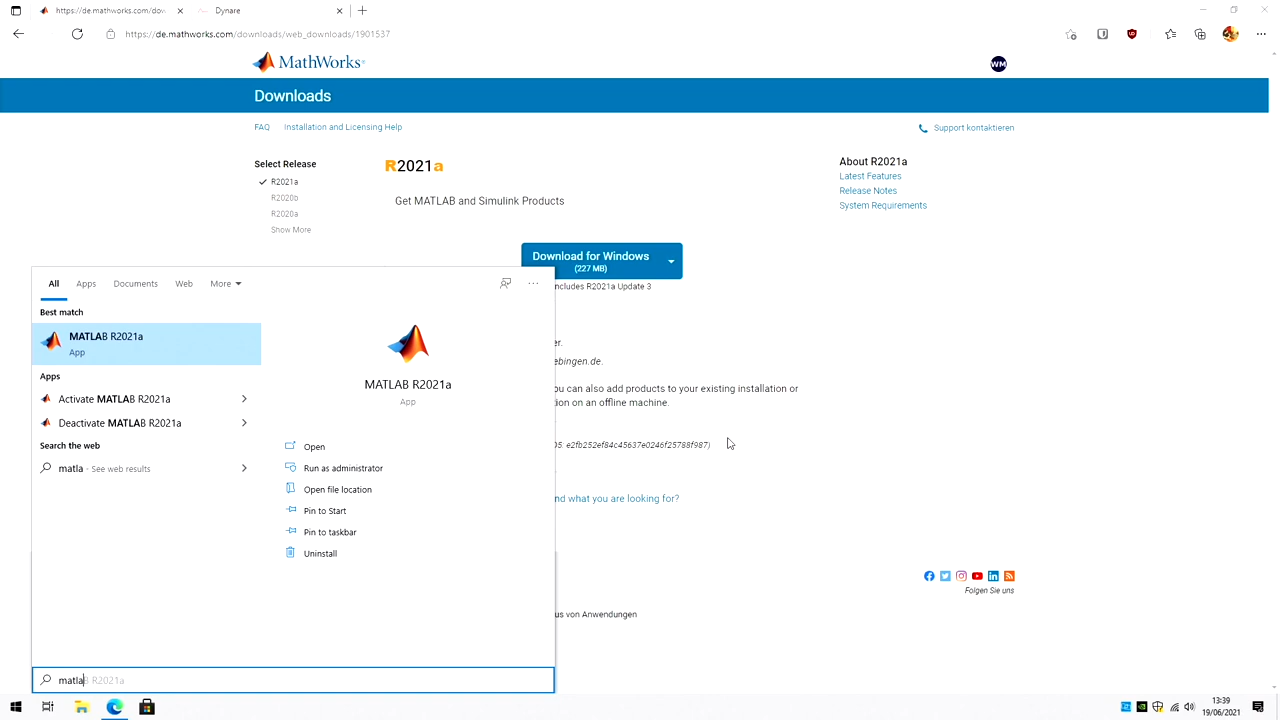 https://de.mathworks.com/dow
Dynare
https://de.mathworks.com/downloads/web_downloads/1901537
MathWorks®
WM
Downloads
FAQ
Installation and Licensing Help
Support kontaktieren
Select Release
R2021a
R2020b
R2020a
Show More
R2021a
Get MATLAB and Simulink Products
Download for Windows
(227 MB)
ncludes R2021a Update 3
About R2021a
Latest Features
Release Notes
System Requirements
er.
ebingen.de.
ou can also add products to your existing installation or
tion on an offline machine.
05: e2fb252ef84c45637e0246f25788f987)
nd what you are looking for?
Folgen Sie uns
us von Anwendungen
All
Apps
Documents
Web
More
Best match
MATLAB R2021a
App
Apps
Activate MATLAB R2021a
Deactivate MATLAB R2021a
Search the web
matla - See web results
MATLAB R2021a
App
Open
Run as administrator
Open file location
Pin to Start
Pin to taskbar
Uninstall
matlaB R2021a
13:39
19/06/2021